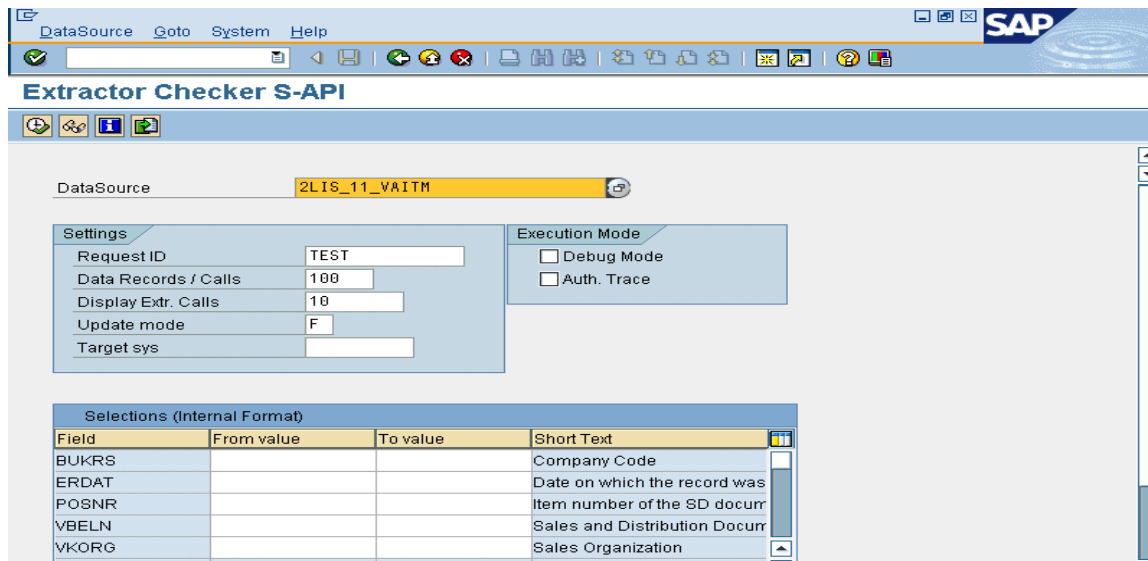 DataSource Goto System Help
SAP
Extractor Checker S-API
DataSource 2LIS_11_VAITM
Settings Execution Mode
Request ID TEST Debug Mode
Data Records / Calls 100 Auth. Trace
Display Extr. Calls 10
Update mode F
Target sys
Selections (Internal Format)
Field From value To value Short Text
BUKRS Company Code
ERDAT Date on which the record was
POSNR Item number of the SD docum
VBELN Sales and Distribution Docum
VKORG Sales Organization